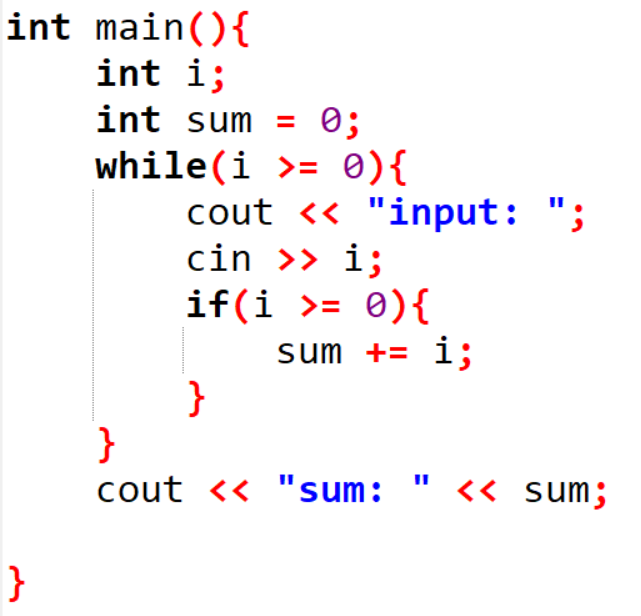 int main(){
int i;
int sum = 0;
while(i >= 0){
cout << "input: ";
cin >> i;
if(i >= 0){
sum += i;
}
}
cout << "sum: " << sum;
}